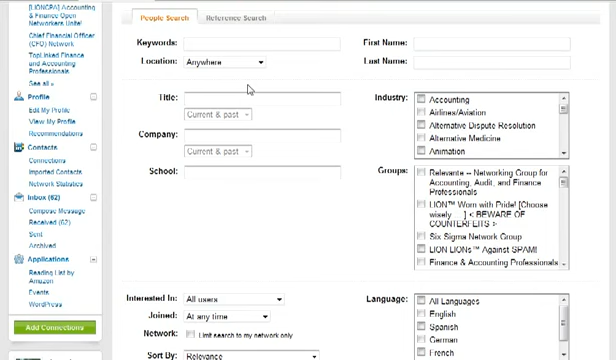 [LIONCPA] Accounting
& Finance Open
Networkers Unite!
Chief Financial Officer
(CFO) Network
TopLinked Finance
and Accounting
Professionals
See all »
Profile
Edit My Profile
View My Profile
Recommendations
Contacts
Connections
Imported Contacts
Network Statistics
Inbox (62)
Compose Message
Received (62)
Sent
Archived
Applications
Reading List by
Amazon
Events
WordPress
Add Connections
People Search
Reference Search
Keywords:
Location: Anywhere
First Name:
Last Name:
Title:
Current & past
Company:
Current & past
School:
Industry:
Accounting
Airlines/Aviation
Alternative Dispute Resolution
Alternative Medicine
Animation
Groups:
Relevante -- Networking Group for
Accounting, Audit, and Finance
Professionals
LION™ Worn with Pride! [Choose
wisely ...] < BEWARE OF
COUNTERFEITS >
Six Sigma Network Group
LION LIONs™ Against SPAM!
Finance & Accounting Professionals
Interested In: All users
Joined: At any time
Network: Limit search to my network only
Sort By: Relevance
Language:
All Languages
English
Spanish
German
French